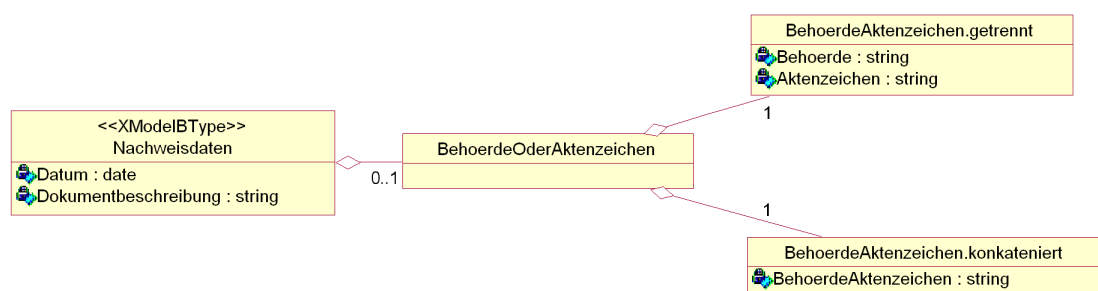 BehoerdeAktenzeichen.getrennt
Behoerde : string
Aktenzeichen : string
1
<<XModelBType>>
Nachweisdaten
Datum : date
Dokumentbeschreibung : string
0..1
BehoerdeOderAktenzeichen
1
BehoerdeAktenzeichen.konkateniert
BehoerdeAktenzeichen : string